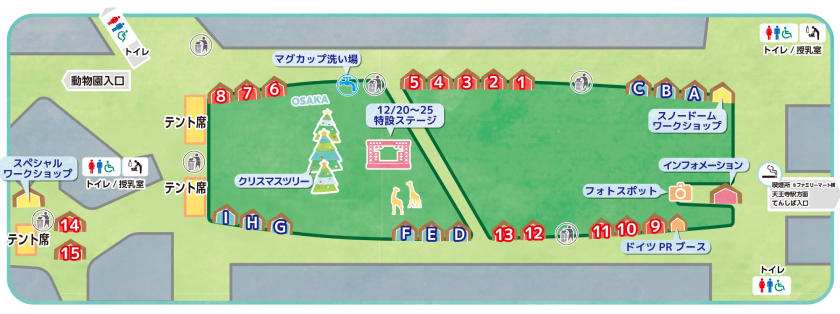 トイレ
動物園入口
マグカップ洗い場
トイレ / 授乳室
8
7
6
5
4
3
2
1
C
B
A
OSAKA
12/20〜25
特設ステージ
テント席
スノードーム
ワークショップ
スペシャル
ワークショップ
トイレ / 授乳室
テント席
クリスマスツリー
インフォメーション
フォトスポット
喫煙所 ※ファミリーマート横
天王寺駅方面
てんしば入口
I
H
G
F
E
D
13
12
11
10
9
ドイツ PR ブース
14
テント席
15
トイレ